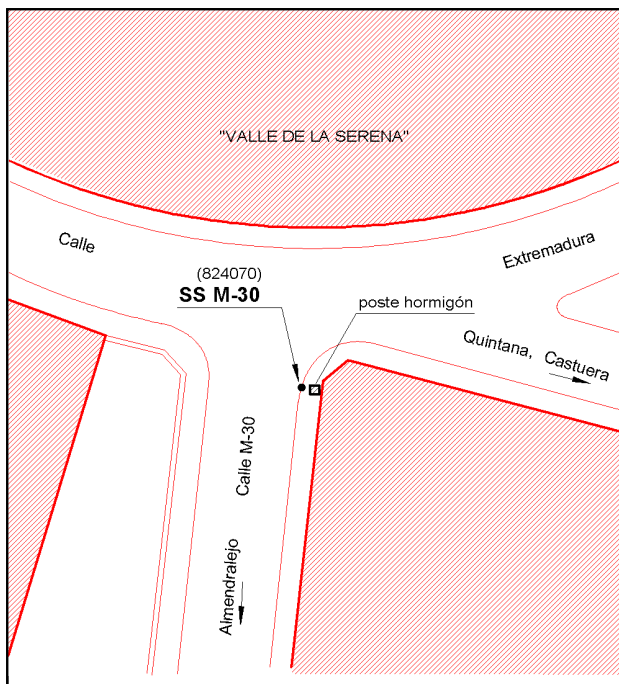 "VALLE DE LA SERENA"
Calle
Extremadura
(824070)
SS M-30
poste hormigón
Quintana, Castuera
Calle M-30
Almendralejo